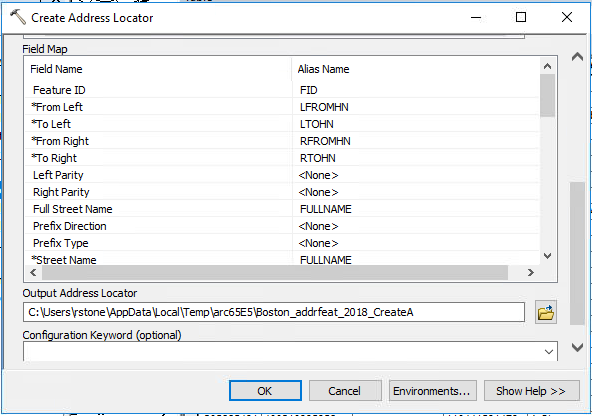 Create Address Locator
Field Map
Field Name Alias Name
Feature ID FID
*From Left LFROMHN
*To Left LTOHN
*From Right RFROMHN
*To Right RTOHN
Left Parity <None>
Right Parity <None>
Full Street Name FULLNAME
Prefix Direction <None>
Prefix Type <None>
*Street Name FULLNAME
Output Address Locator
C:\Users\rstone\AppData\Local\Temp\arc65E5\Boston_addrfeat_2018_CreateA
Configuration Keyword (optional)
OK Cancel Environments... Show Help >>